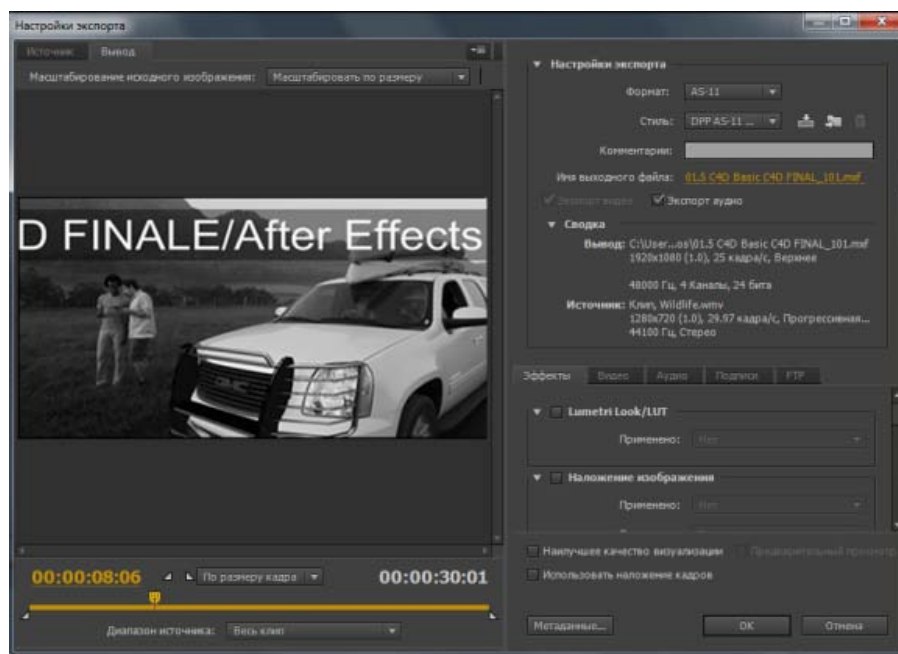 Настройки экспорта
Источник
Вывод
Масштабирование исходного изображения: Масштабировать по размеру
D FINALE/After Effects
GMC
00:00:08:06
По размеру кадра
00:00:30:01
Диапазон источника: Весь клип
Настройки экспорта
Формат: AS-11
Стиль: DPP AS-11 ...
Комментарии:
Имя выходного файла: 01.5 C4D Basic C4D FINAL_101.mxf
Экспорт видео
Экспорт аудио
Сводка
Вывод: C:\User...os\01.5 C4D Basic C4D FINAL_101.mxf
1920x1080 (1.0), 25 кадра/с, Верхнее
48000 Гц, 4 Каналы, 24 бита
Источник: Клип, Wildlife.wmv
1280x720 (1.0), 29.97 кадра/с, Прогрессивная...
44100 Гц, Стерео
Эффекты
Видео
Аудио
Подписи
FTP
Lumetri Look/LUT
Применено: Нет
Наложение изображения
Применено: Нет
Наилучшее качество визуализации
Предварительный просмотр
Использовать наложение кадров
Метаданные...
OK
Отмена